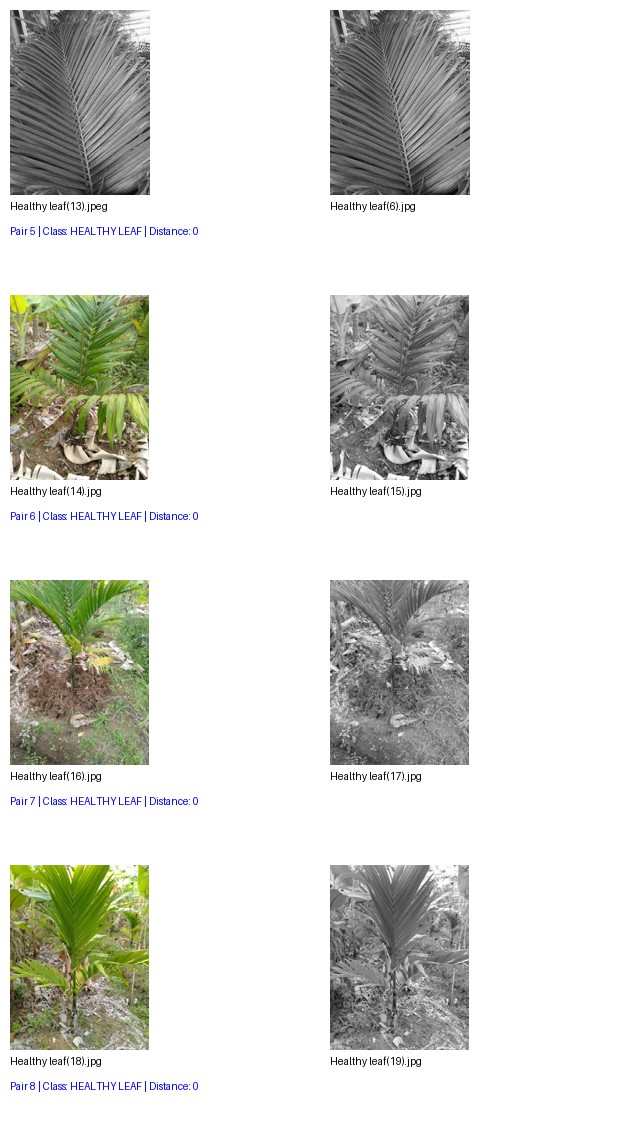 Healthy leaf(13).jpeg
Healthy leaf(6).jpg
Pair 5 | Class: HEALTHY LEAF | Distance: 0
Healthy leaf(14).jpg
Healthy leaf(15).jpg
Pair 6 | Class: HEALTHY LEAF | Distance: 0
Healthy leaf(16).jpg
Healthy leaf(17).jpg
Pair 7 | Class: HEALTHY LEAF | Distance: 0
Healthy leaf(18).jpg
Healthy leaf(19).jpg
Pair 8 | Class: HEALTHY LEAF | Distance: 0